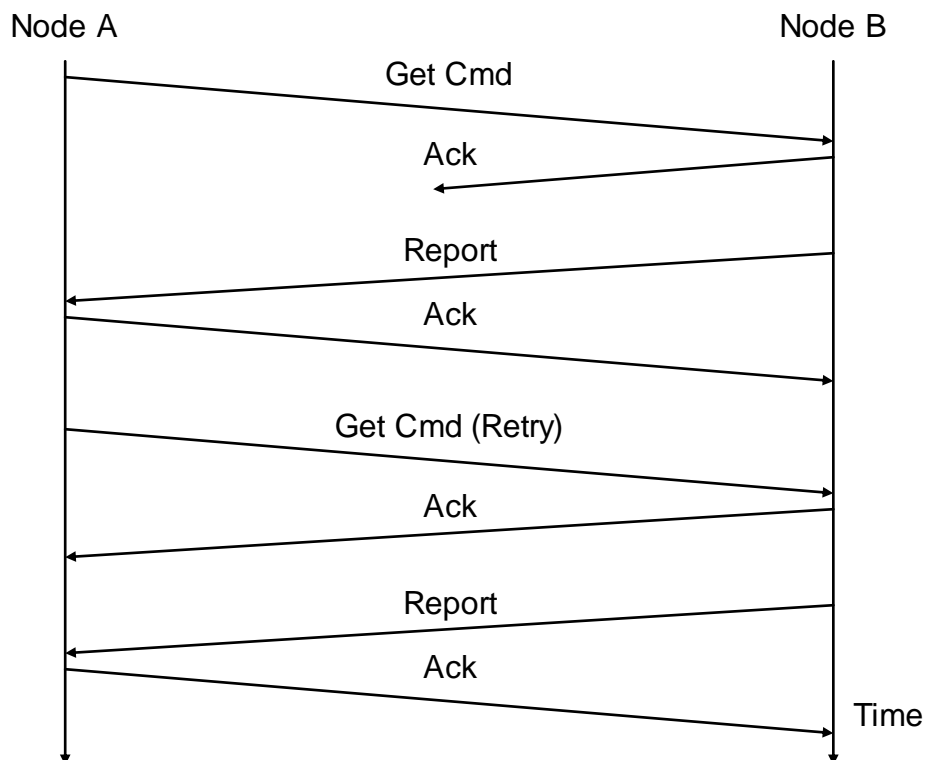 Node A
Node B
Get Cmd
Ack
Report
Ack
Get Cmd (Retry)
Ack
Report
Ack
Time